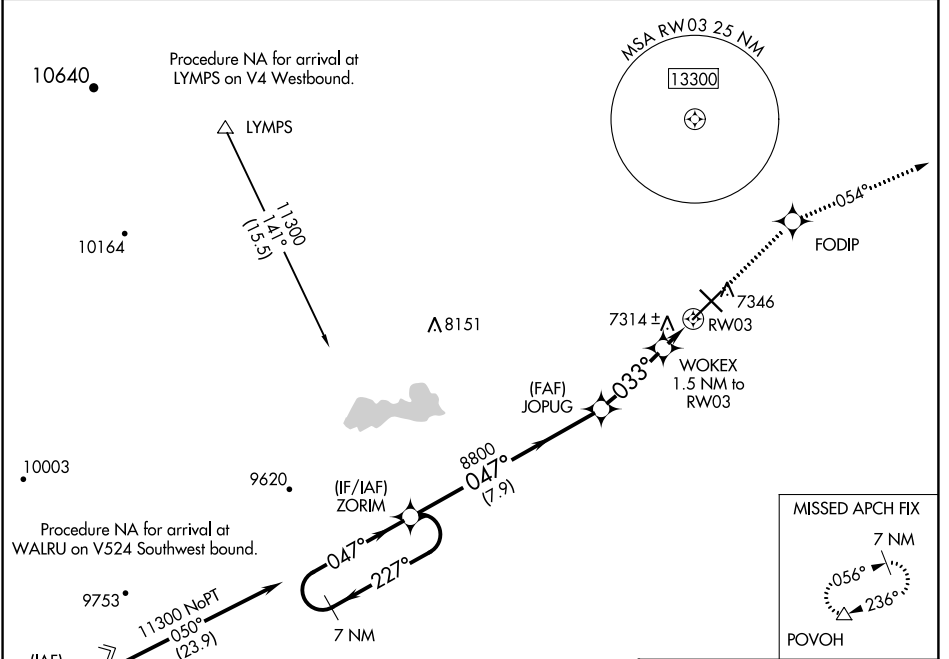 MSA RW03 25 NM
13300
10640
Procedure NA for arrival at
LYMPS on V4 Westbound.
LYMPS
11300
141°
(15.5)
10164
054°
FODIP
8151
7314 ±
7346
RW03
WOKEX
1.5 NM to
RW03
033°
(FAF)
JOPUG
8800
047°
(7.9)
10003
9620
(IF/IAF)
ZORIM
Procedure NA for arrival at
WALRU on V524 Southwest bound.
047°
227°
7 NM
9753
11300 NoPT
050°
(23.9)
(IAF)
MISSED APCH FIX
7 NM
056°
236°
POVOH